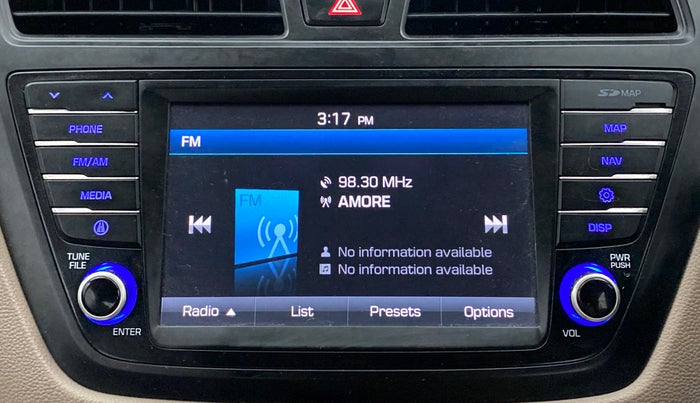 3:17 PM
SD MAP
PHONE
MAP
FM
FM/AM
NAV
98.30 MHz
FM
AMORE
MEDIA
DISP
No information available
No information available
TUNE
FILE
PWR
PUSH
Radio ▲ List Presets Options
ENTER
VOL